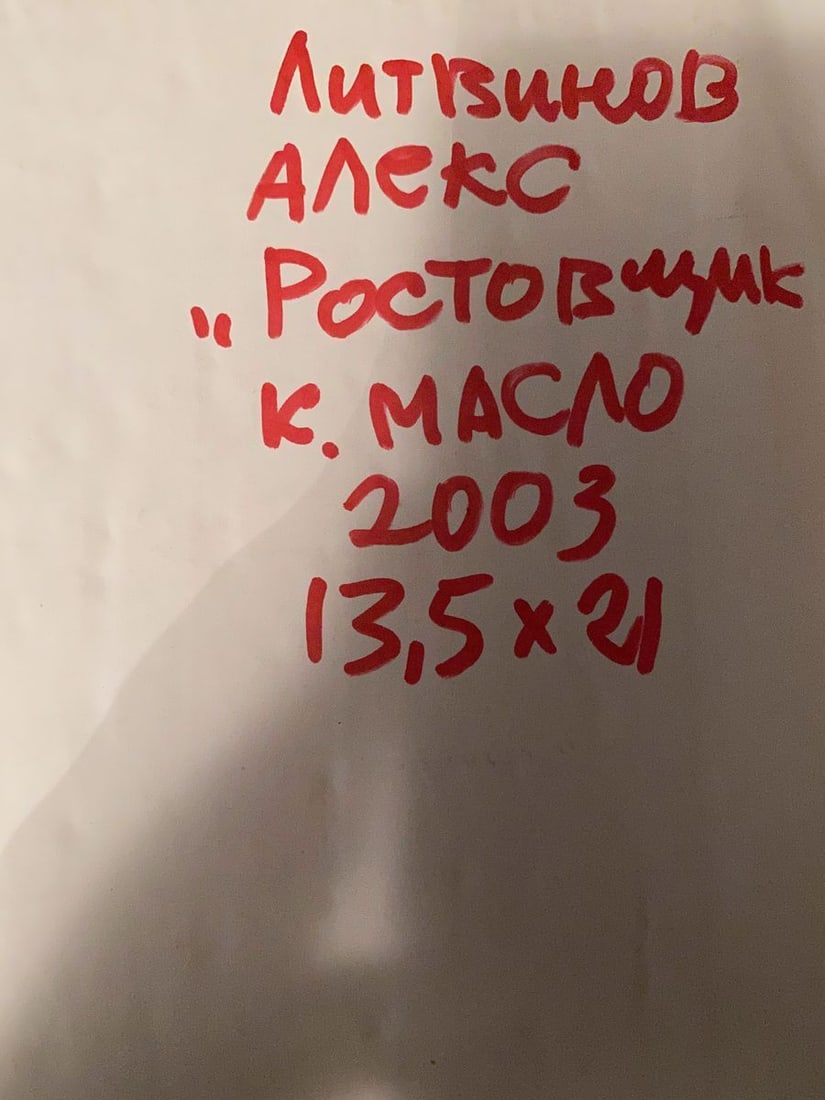 Литвинов
Алекс
„Ростовщик
К. МАСЛО
2003
13,5 x 21